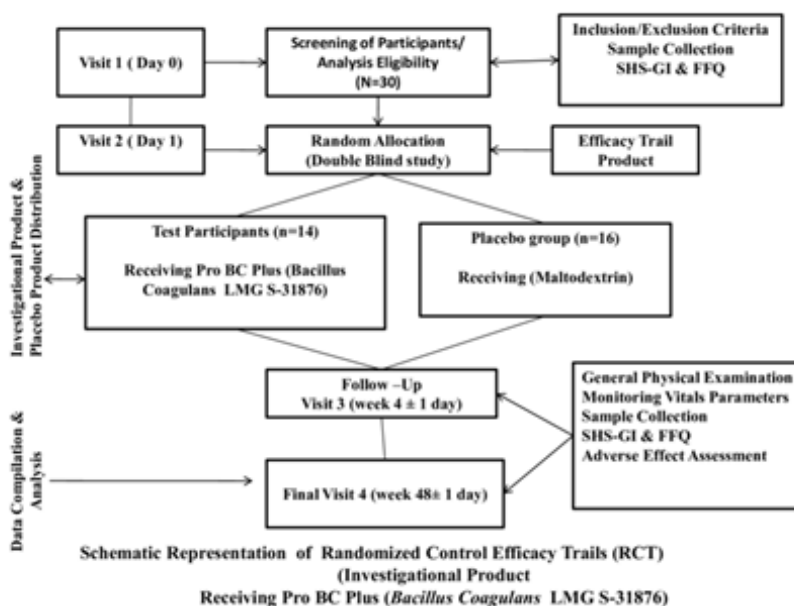 Visit 1 ( Day 0)
Screening of Participants/
Analysis Eligibility
(N=30)
Inclusion/Exclusion Criteria
Sample Collection
SHS-GI & FFQ
Visit 2 ( Day 1)
Random Allocation
(Double Blind study)
Efficacy Trail
Product
Investigational Product &
Placebo Product Distribution
Test Participants (n=14)
Receiving Pro BC Plus (Bacillus
Coagulans LMG S-31876)
Placebo group (n=16)
Receiving (Maltodextrin)
Data Compilation &
Analysis
Follow –Up
Visit 3 (week 4 ± 1 day)
General Physical Examination
Monitoring Vitals Parameters
Sample Collection
SHS-GI & FFQ
Adverse Effect Assessment
Final Visit 4 (week 48± 1 day)
Schematic Representation of Randomized Control Efficacy Trails (RCT)
(Investigational Product
Receiving Pro BC Plus (Bacillus Coagulans LMG S-31876)